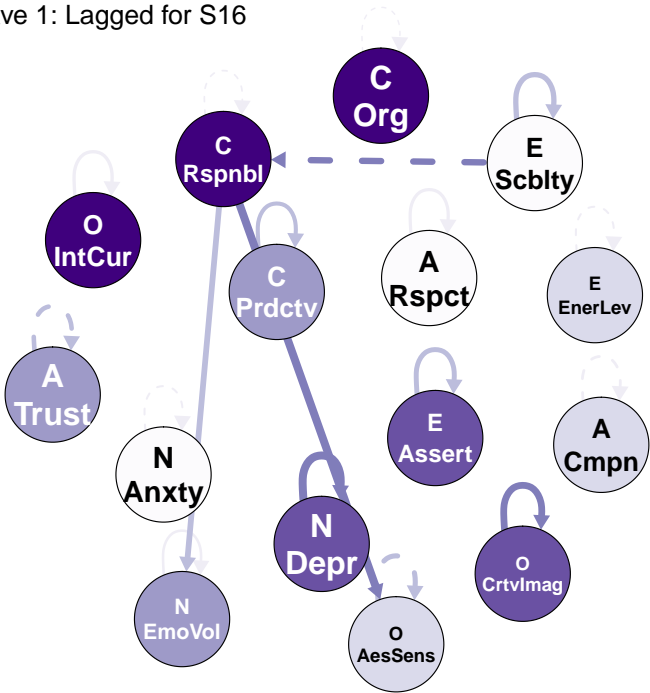 ve 1: Lagged for S16
C
Org
C
Rspnbl
E
Scblty
O
IntCur
C
Prdctv
A
Rspct
E
EnerLev
A
Trust
E
Assert
A
Cmpn
N
Anxty
N
Depr
O
CrtvImag
N
EmoVol
O
AesSens